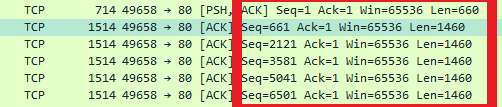 TCP 714 49658 → 80 [PSH, ACK] Seq=1 Ack=1 Win=65536 Len=660
TCP 1514 49658 → 80 [ACK] Seq=661 Ack=1 Win=65536 Len=1460
TCP 1514 49658 → 80 [ACK] Seq=2121 Ack=1 Win=65536 Len=1460
TCP 1514 49658 → 80 [ACK] Seq=3581 Ack=1 Win=65536 Len=1460
TCP 1514 49658 → 80 [ACK] Seq=5041 Ack=1 Win=65536 Len=1460
TCP 1514 49658 → 80 [ACK] Seq=6501 Ack=1 Win=65536 Len=1460